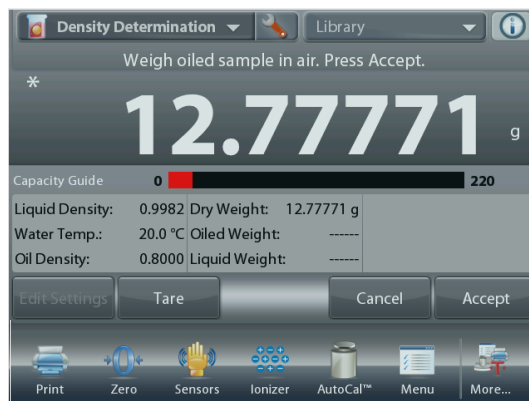 Density Determination Library
Weigh oiled sample in air. Press Accept.
*
12.77771 g
Capacity Guide 0 220
Liquid Density: 0.9982 Dry Weight: 12.77771 g
Water Temp.: 20.0 °C Oiled Weight: ------
Oil Density: 0.8000 Liquid Weight: ------
Edit Settings Tare Cancel Accept
Print Zero Sensors Ionizer AutoCal™ Menu More...